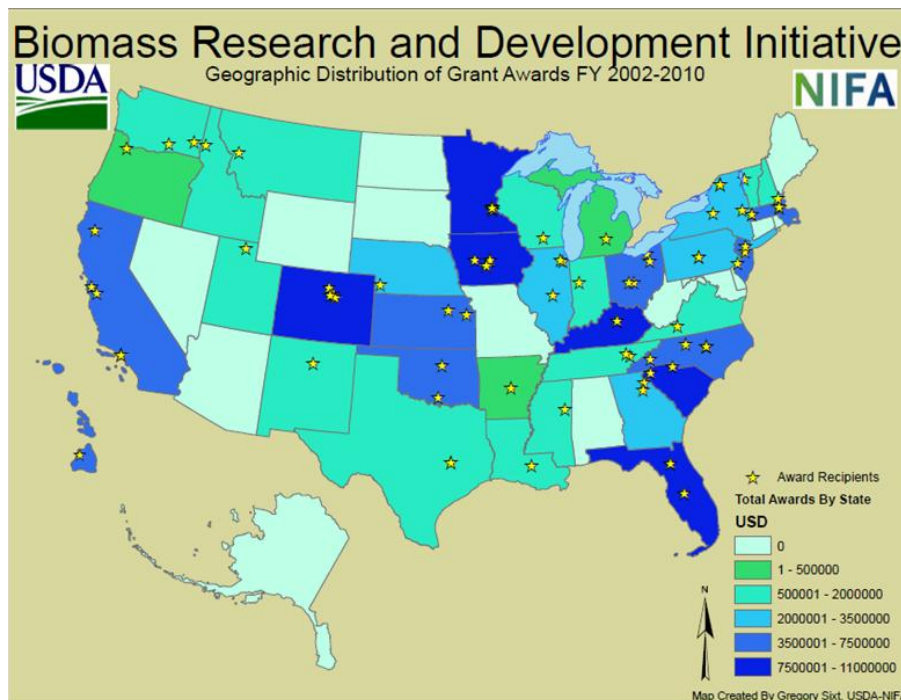 Biomass Research and Development Initiative
Geographic Distribution of Grant Awards FY 2002-2010
USDA
NIFA
Award Recipients
Total Awards By State
USD
0
1 - 500000
500001 - 2000000
2000001 - 3500000
3500001 - 7500000
7500001 - 11000000
N
Map Created By Gregory Sixt, USDA-NIFA